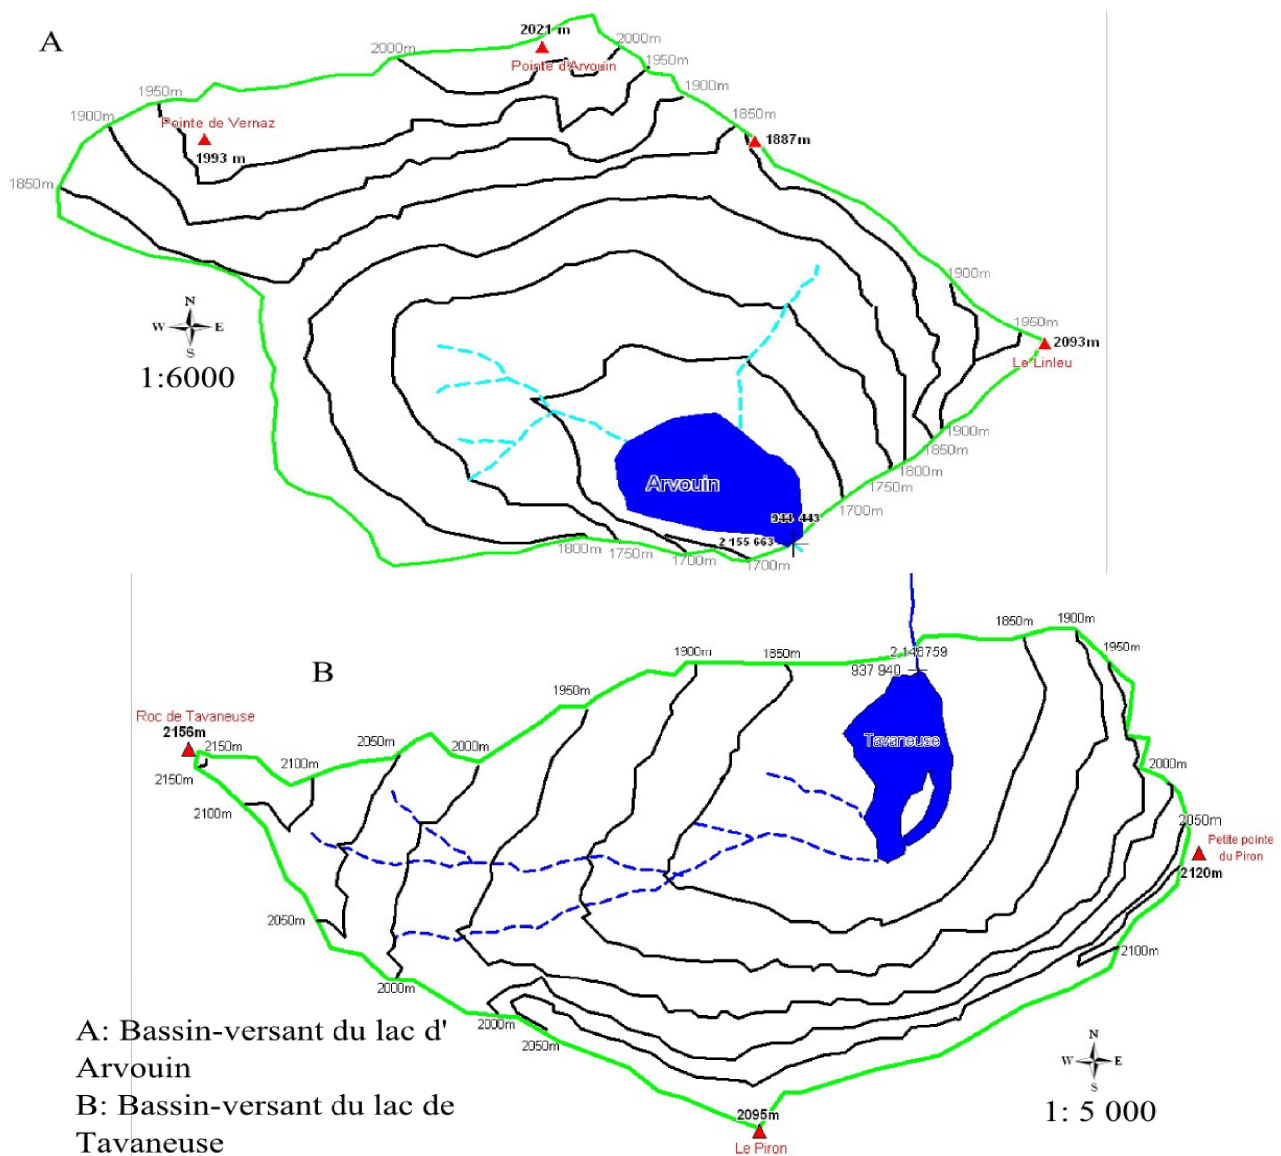 A
2021 m
2000m
2000m
Pointe d'Arvouin
1950m
1950m
1900m
1900m
Pointe de Vernaz
1850m
1887m
1993 m
1850m
1900m
N
W E
S
1950m
2093m
Le Linleu
1:6000
1900m
1850m
1800m
1750m
1700m
Arvouin
944 443
2 155 663
1800m
1750m
1700m
1700m
B
1850m
1900m
1950m
1900m
1850m
937 940
1950m
Roc de Tavaneuse
2156m
2150m
2050m
2000m
2100m
2150m
2100m
Tavaneuse
2000m
2050m
Petite pointe
du Piron
2120m
2050m
2100m
2000m
2000m
2050m
A: Bassin-versant du lac d'
Arvouin
B: Bassin-versant du lac de
Tavaneuse
N
W E
S
1: 5 000
2095m
Le Piron